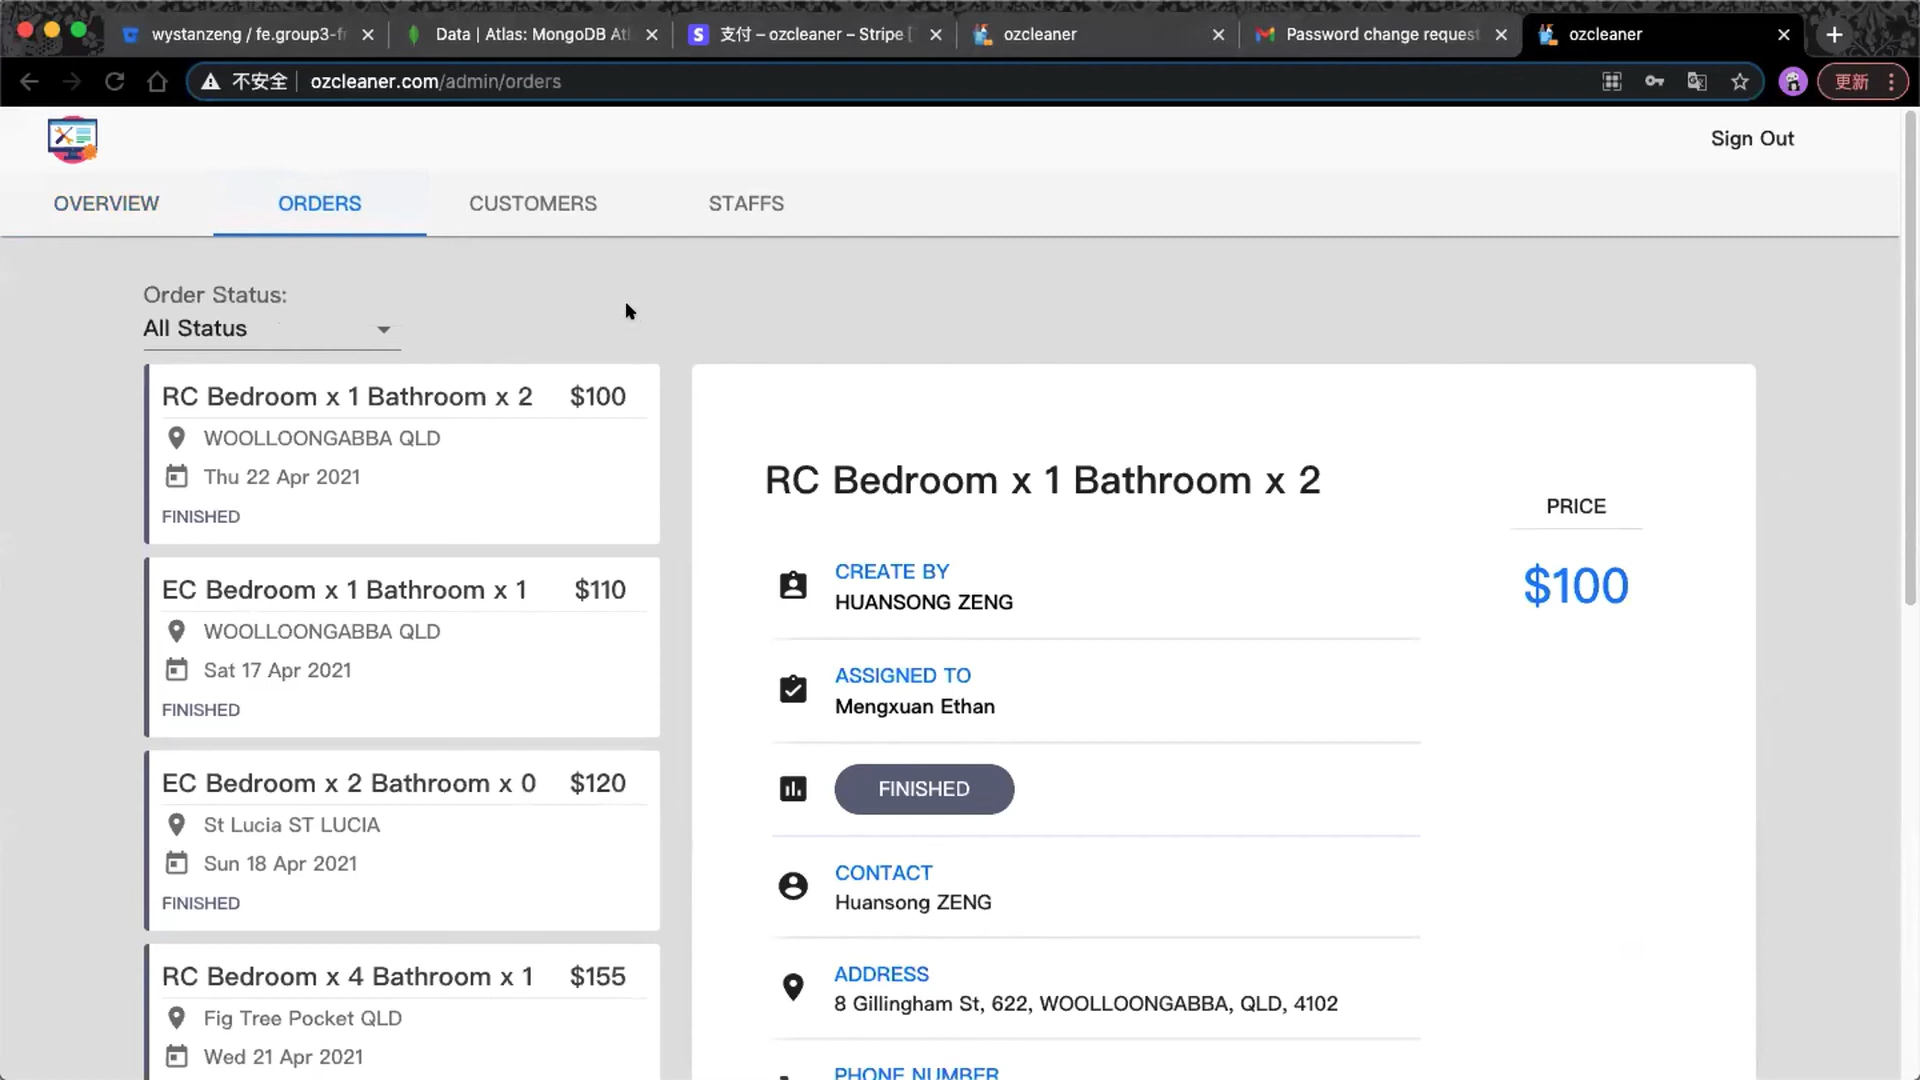 wystanzeng / fe.group3-fr
Data | Atlas: MongoDB Atl
支付 – ozcleaner – Stripe [
ozcleaner
Password change request
ozcleaner
不安全
ozcleaner.com/admin/orders
更新
Sign Out
OVERVIEW
ORDERS
CUSTOMERS
STAFFS
Order Status:
All Status
RC Bedroom x 1 Bathroom x 2 $100
WOOLLOONGABBA QLD
Thu 22 Apr 2021
FINISHED
EC Bedroom x 1 Bathroom x 1 $110
WOOLLOONGABBA QLD
Sat 17 Apr 2021
FINISHED
EC Bedroom x 2 Bathroom x 0 $120
St Lucia ST LUCIA
Sun 18 Apr 2021
FINISHED
RC Bedroom x 4 Bathroom x 1 $155
Fig Tree Pocket QLD
Wed 21 Apr 2021
RC Bedroom x 1 Bathroom x 2
PRICE
$100
CREATE BY
HUANSONG ZENG
ASSIGNED TO
Mengxuan Ethan
FINISHED
CONTACT
Huansong ZENG
ADDRESS
8 Gillingham St, 622, WOOLLOONGABBA, QLD, 4102
PHONE NUMBER